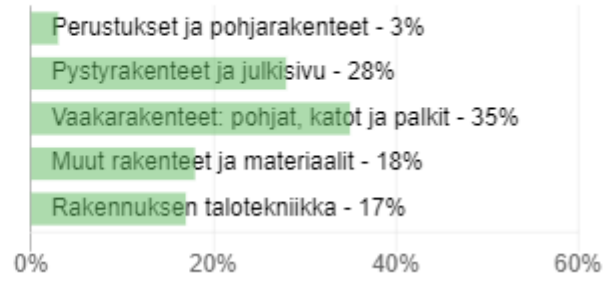 Perustukset ja pohjarakenteet - 3%
Pystyrakenteet ja julkisivu - 28%
Vaakarakenteet: pohjat, katot ja palkit - 35%
Muut rakenteet ja materiaalit - 18%
Rakennuksen talotekniikka - 17%
0% 20% 40% 60%